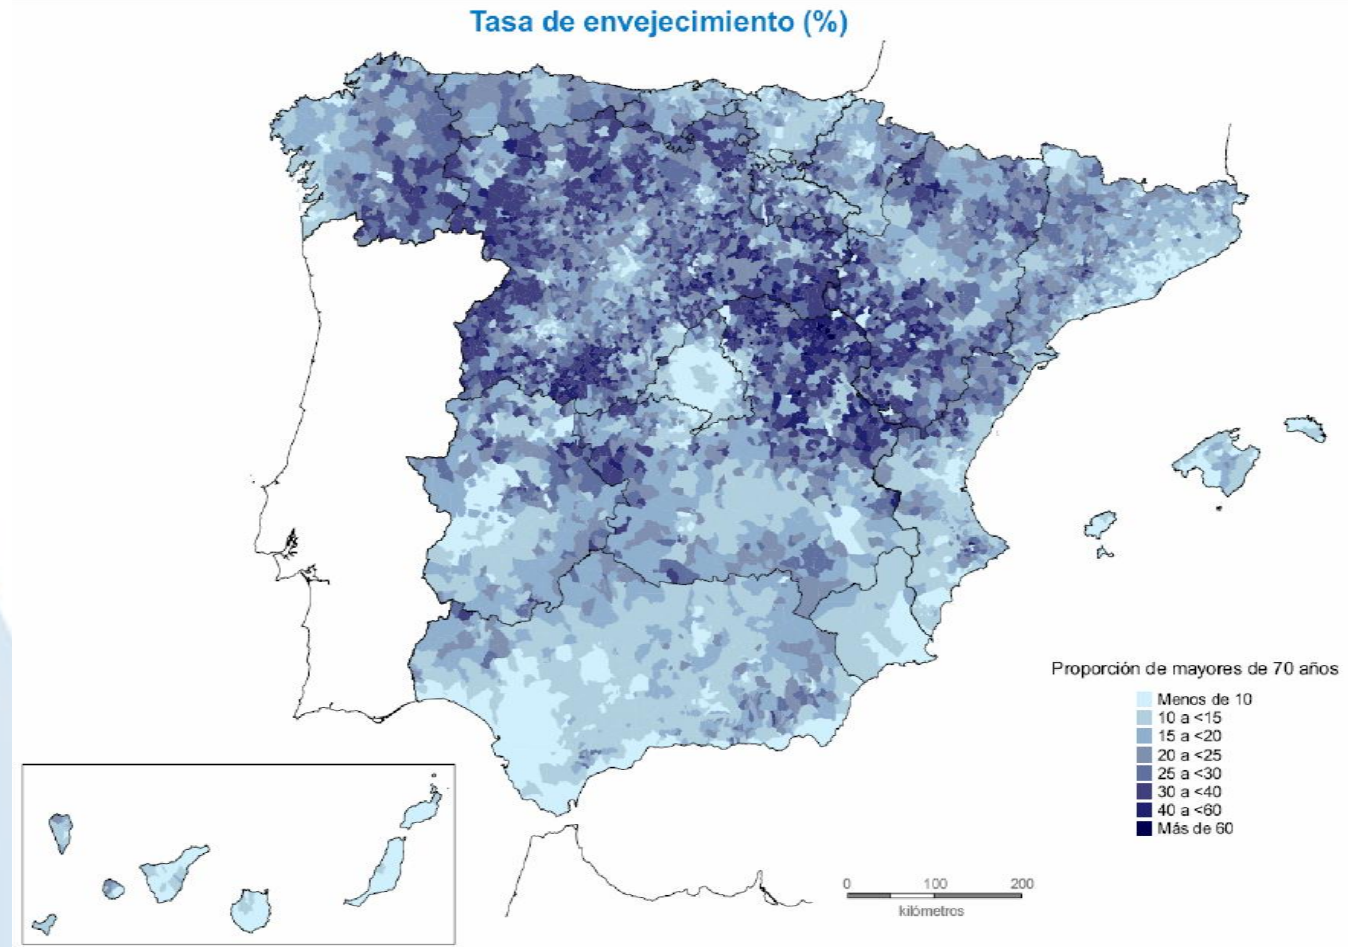 Tasa de envejecimiento (%)
Proporción de mayores de 70 años
Menos de 10
10 a <15
15 a <20
20 a <25
25 a <30
30 a <40
40 a <60
Más de 60
0 100 200
kilómetros